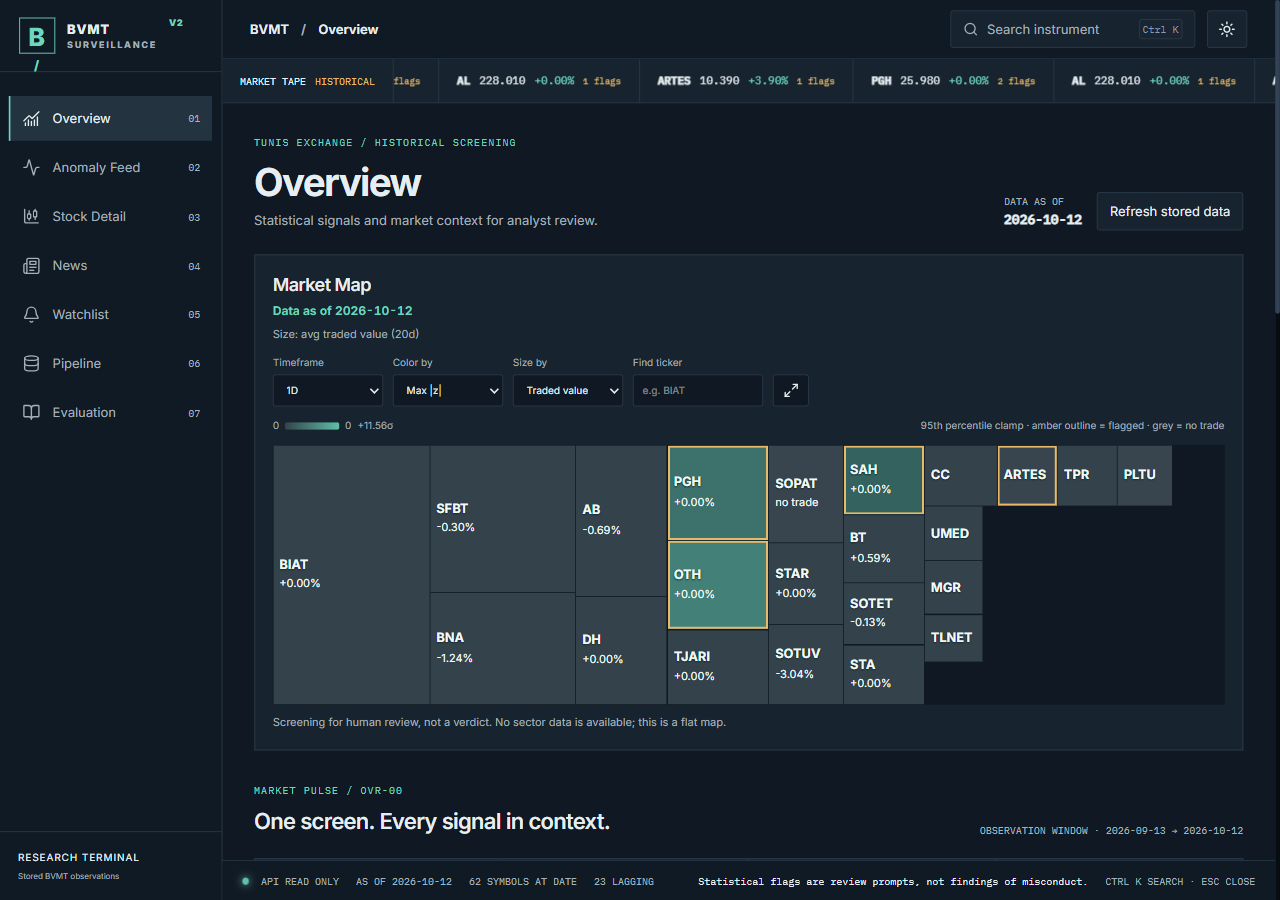 B
BVMT
SURVEILLANCE
V2
/
BVMT / Overview
Search instrument
Ctrl K
MARKET TAPE HISTORICAL
flags
AL 228.010 +0.00% 1 flags
ARTES 10.390 +3.90% 1 flags
PGH 25.980 +0.00% 2 flags
AL 228.010 +0.00% 1 flags
Overview 01
Anomaly Feed 02
Stock Detail 03
News 04
Watchlist 05
Pipeline 06
Evaluation 07
RESEARCH TERMINAL
Stored BVMT observations
TUNIS EXCHANGE / HISTORICAL SCREENING
Overview
Statistical signals and market context for analyst review.
DATA AS OF
2026-10-12
Refresh stored data
Market Map
Data as of 2026-10-12
Size: avg traded value (20d)
Timeframe Color by Size by Find ticker
1D Max |z| Traded value e.g. BIAT
0 0 +11.56σ
95th percentile clamp · amber outline = flagged · grey = no trade
BIAT
+0.00%
SFBT
-0.30%
BNA
-1.24%
AB
-0.69%
DH
+0.00%
PGH
+0.00%
OTH
+0.00%
TJARI
+0.00%
SOPAT
no trade
STAR
+0.00%
SOTUV
-3.04%
SAH
+0.00%
BT
+0.59%
SOTET
-0.13%
STA
+0.00%
CC
UMED
MGR
TLNET
ARTES
TPR
PLTU
Screening for human review, not a verdict. No sector data is available; this is a flat map.
MARKET PULSE / OVR-00
One screen. Every signal in context.
OBSERVATION WINDOW · 2026-09-13 → 2026-10-12
API READ ONLY AS OF 2026-10-12 62 SYMBOLS AT DATE 23 LAGGING
Statistical flags are review prompts, not findings of misconduct.
CTRL K SEARCH · ESC CLOSE